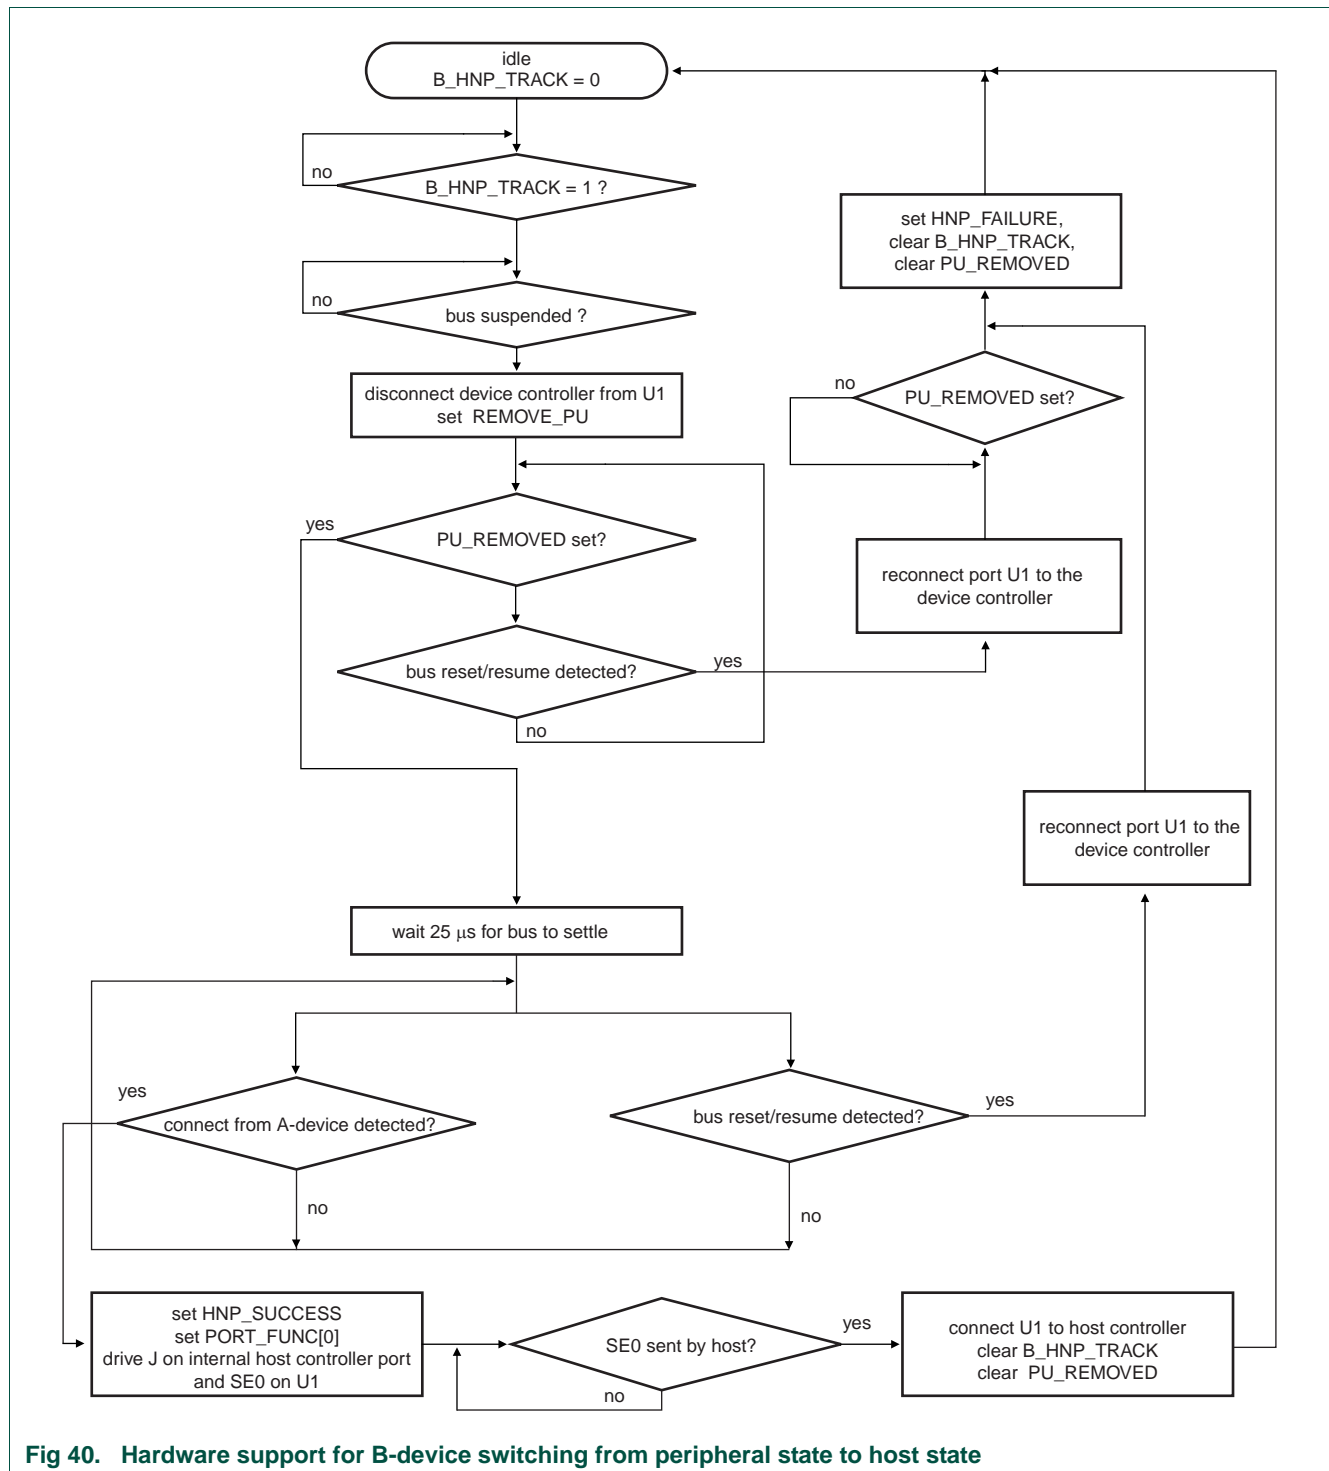 idle
B_HNP_TRACK = 0
no
B_HNP_TRACK = 1 ?
no
bus suspended ?
disconnect device controller from U1
set REMOVE_PU
yes
PU_REMOVED set?
bus reset/resume detected?
yes
no
set HNP_FAILURE,
clear B_HNP_TRACK,
clear PU_REMOVED
no
PU_REMOVED set?
reconnect port U1 to the
device controller
reconnect port U1 to the
device controller
wait 25 μs for bus to settle
yes
connect from A-device detected?
no
bus reset/resume detected?
yes
no
set HNP_SUCCESS
set PORT_FUNC[0]
drive J on internal host controller port
and SE0 on U1
SE0 sent by host?
yes
no
connect U1 to host controller
clear B_HNP_TRACK
clear PU_REMOVED
Fig 40. Hardware support for B-device switching from peripheral state to host state